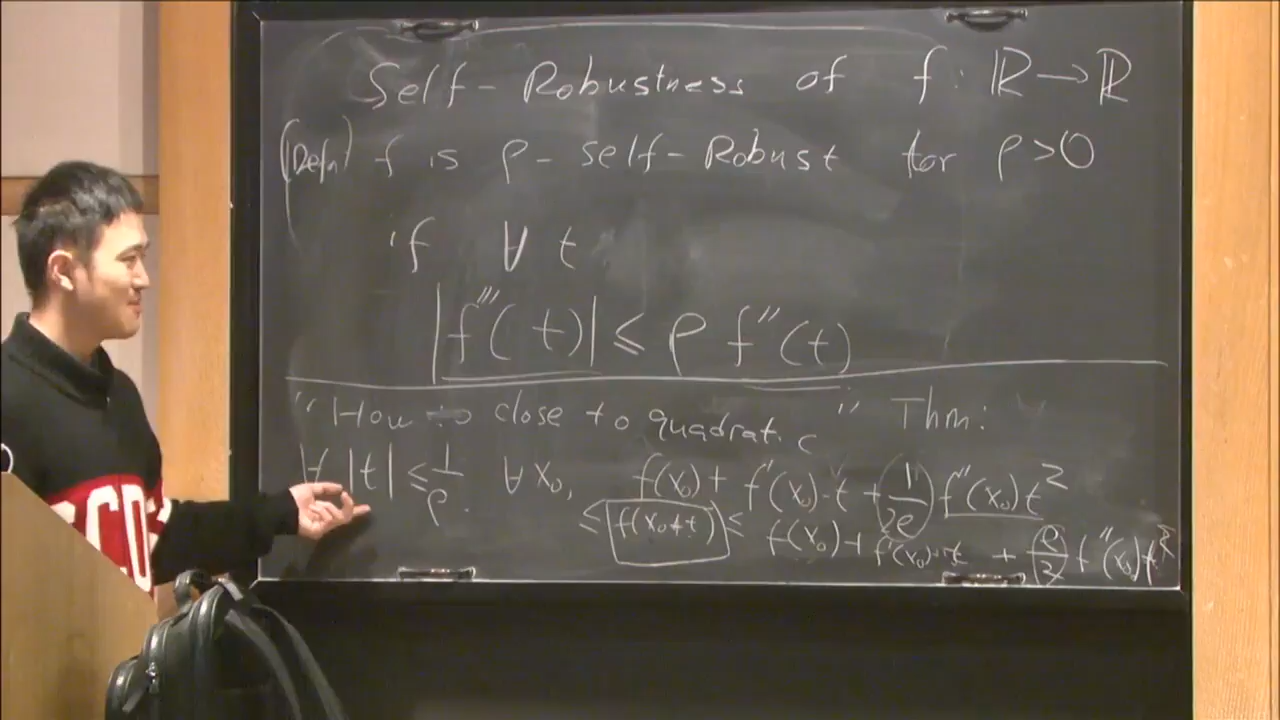 Self-Robustness of f: ℝ → ℝ
(Defn) f is ρ-self-Robust for ρ>0
if ∀ t
|f'''(t)| ≤ ρ f''(t)
"How to close to quadratic" Thm:
∀ |t| ≤ 1/ρ. ∀ x₀, f(x₀) + f'(x₀)·t + (1/2e) f''(x₀) t²
≤ f(x₀+t) ≤ f(x₀) + f'(x₀)·t + (e/2) f''(x₀) t²